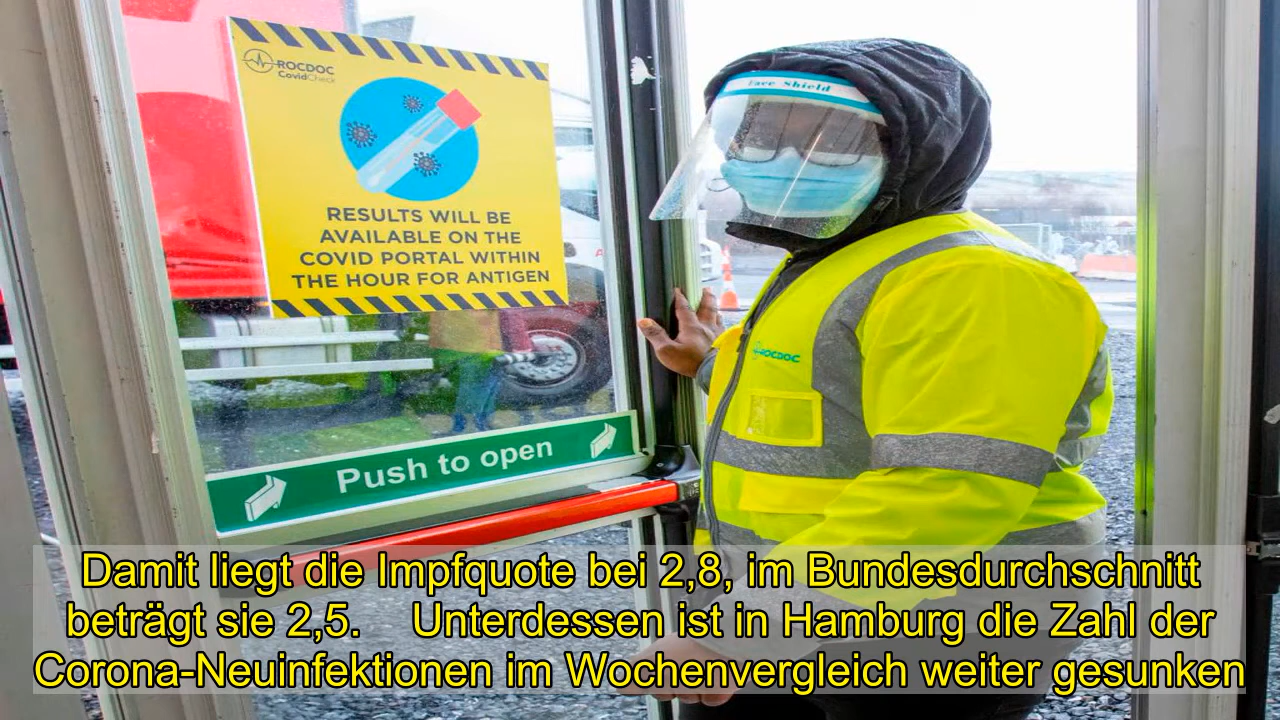 ROCDOC
CovidCheck
RESULTS WILL BE
AVAILABLE ON THE
COVID PORTAL WITHIN
THE HOUR FOR ANTIGEN
Face Shield
ROCDOC
Push to open
Damit liegt die Impfquote bei 2,8, im Bundesdurchschnitt
beträgt sie 2,5. Unterdessen ist in Hamburg die Zahl der
Corona-Neuinfektionen im Wochenvergleich weiter gesunken